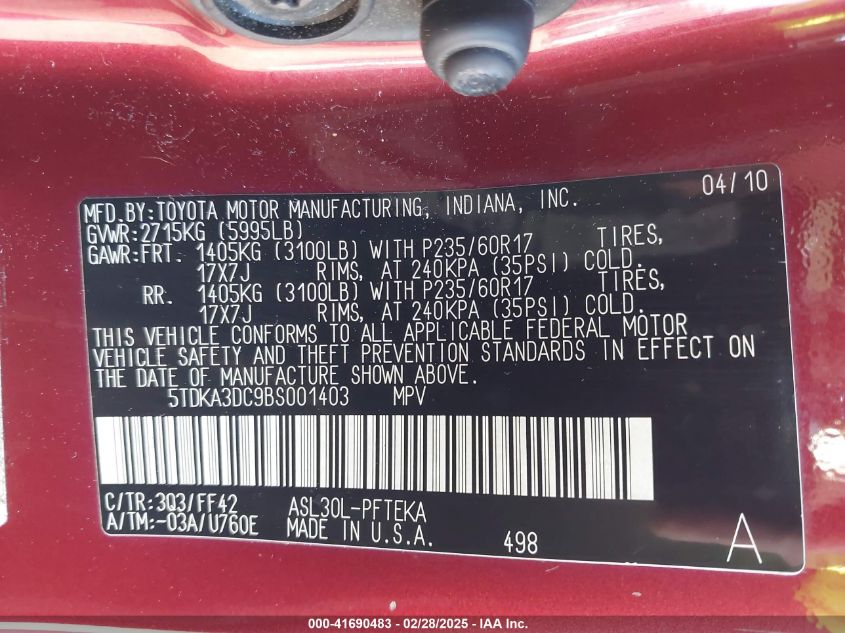 04/10
MFD.BY:TOYOTA MOTOR MANUFACTURING, INDIANA, INC.
GVWR:2715KG (5995LB)
GAWR:FRT. 1405KG (3100LB) WITH P235/60R17 TIRES,
17X7J RIMS, AT 240KPA (35PSI) COLD.
RR. 1405KG (3100LB) WITH P235/60R17 TIRES,
17X7J RIMS, AT 240KPA (35PSI) COLD.
THIS VEHICLE CONFORMS TO ALL APPLICABLE FEDERAL MOTOR
VEHICLE SAFETY AND THEFT PREVENTION STANDARDS IN EFFECT ON
THE DATE OF MANUFACTURE SHOWN ABOVE.
5TDKA3DC9BS001403 MPV
C/TR:3Q3/FF42 ASL30L-PFTEKA
A/TM:-03A/U760E MADE IN U.S.A. 498 A
000-41690483 - 02/28/2025 - IAA Inc.